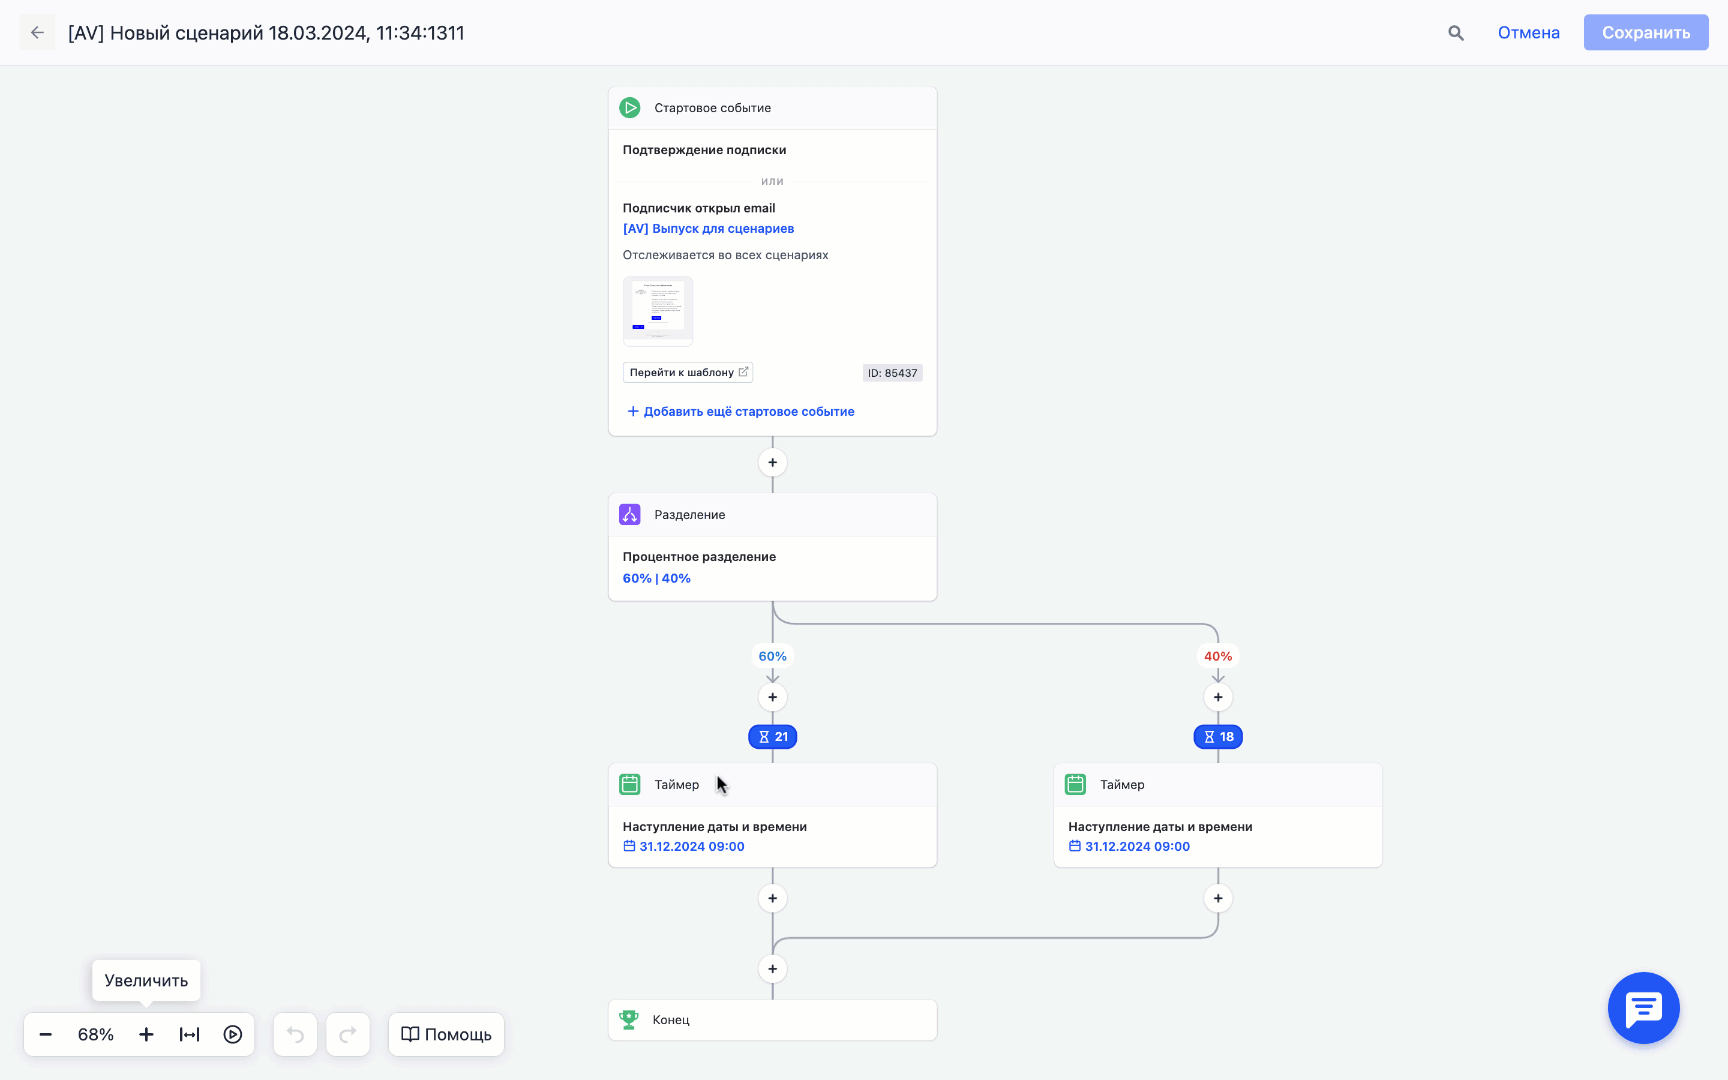 [AV] Новый сценарий 18.03.2024, 11:34:1311
Отмена
Сохранить
Стартовое событие
Подтверждение подписки
или
Подписчик открыл email
[AV] Выпуск для сценариев
Отслеживается во всех сценариях
Перейти к шаблону
ID: 85437
+ Добавить ещё стартовое событие
Разделение
Процентное разделение
60% | 40%
60%
40%
21
18
Таймер
Наступление даты и времени
31.12.2024 09:00
Таймер
Наступление даты и времени
31.12.2024 09:00
Конец
Увеличить
68%
Помощь